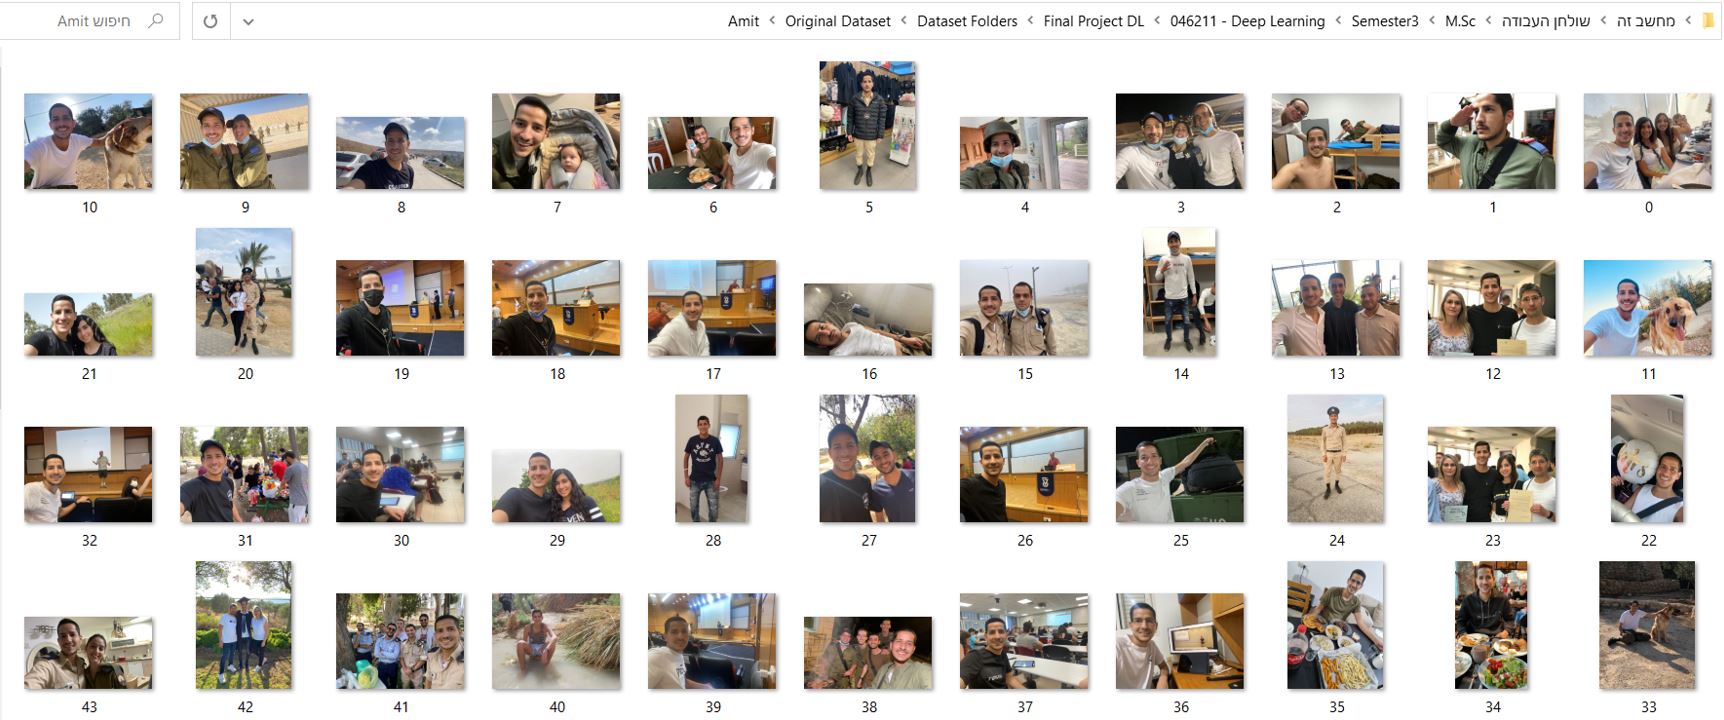 מחשב זה > שולחן העבודה > M.Sc > Semester3 > 046211 - Deep Learning > Final Project DL > Dataset Folders > Original Dataset > Amit
חיפוש Amit
0 1 2 3 4 5 6 7 8 9 10
11 12 13 14 15 16 17 18 19 20 21
22 23 24 25 26 27 28 29 30 31 32
33 34 35 36 37 38 39 40 41 42 43